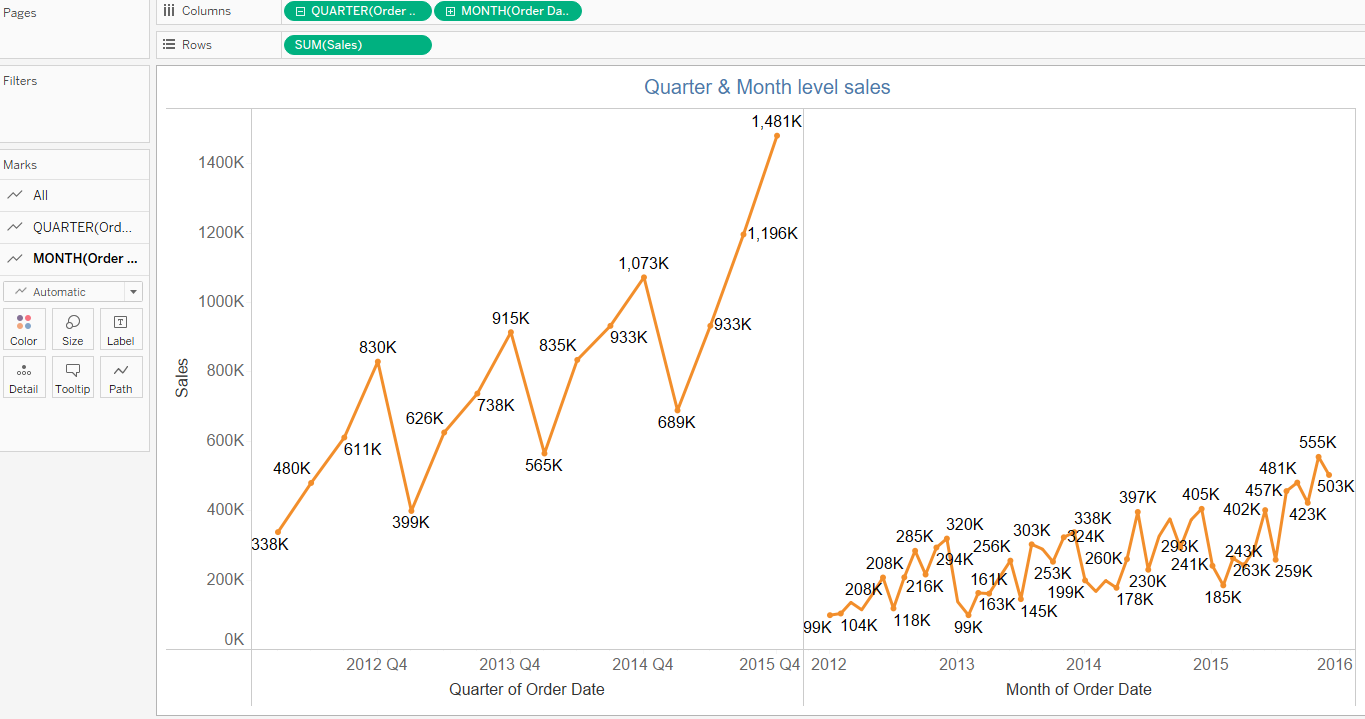 Pages
Columns
QUARTER(Order ..
MONTH(Order Da..
Rows
SUM(Sales)
Filters
Marks
All
QUARTER(Ord...
MONTH(Order ...
Automatic
Color
Size
Label
Detail
Tooltip
Path
Quarter & Month level sales
Sales
1400K
1200K
1000K
800K
600K
400K
200K
0K
338K
480K
611K
830K
399K
626K
738K
915K
565K
835K
933K
1,073K
689K
933K
1,196K
1,481K
2012 Q4
2013 Q4
2014 Q4
2015 Q4
Quarter of Order Date
99K
104K
208K
208K
118K
285K
216K
294K
320K
99K
161K
163K
256K
145K
303K
253K
324K
338K
199K
178K
260K
397K
230K
293K
405K
241K
185K
263K
243K
402K
259K
457K
481K
423K
555K
503K
2012
2013
2014
2015
2016
Month of Order Date